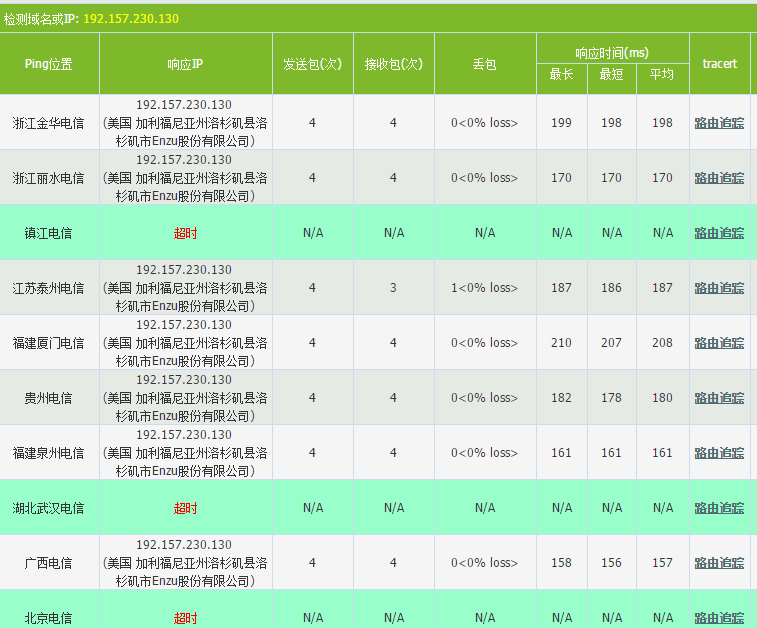 检测域名或IP: 192.157.230.130
Ping位置 响应IP 发送包(次) 接收包(次) 丢包 响应时间(ms) tracert
最长 最短 平均
192.157.230.130
浙江金华电信 (美国 加利福尼亚州洛杉矶县洛 4 4 0<0% loss> 199 198 198 路由追踪
杉矶市Enzu股份有限公司)
192.157.230.130
浙江丽水电信 (美国 加利福尼亚州洛杉矶县洛 4 4 0<0% loss> 170 170 170 路由追踪
杉矶市Enzu股份有限公司)
镇江电信 超时 N/A N/A N/A N/A N/A N/A 路由追踪
192.157.230.130
江苏泰州电信 (美国 加利福尼亚州洛杉矶县洛 4 3 1<0% loss> 187 186 187 路由追踪
杉矶市Enzu股份有限公司)
192.157.230.130
福建厦门电信 (美国 加利福尼亚州洛杉矶县洛 4 4 0<0% loss> 210 207 208 路由追踪
杉矶市Enzu股份有限公司)
192.157.230.130
贵州电信 (美国 加利福尼亚州洛杉矶县洛 4 4 0<0% loss> 182 178 180 路由追踪
杉矶市Enzu股份有限公司)
192.157.230.130
福建泉州电信 (美国 加利福尼亚州洛杉矶县洛 4 4 0<0% loss> 161 161 161 路由追踪
杉矶市Enzu股份有限公司)
湖北武汉电信 超时 N/A N/A N/A N/A N/A N/A 路由追踪
192.157.230.130
广西电信 (美国 加利福尼亚州洛杉矶县洛 4 4 0<0% loss> 158 156 157 路由追踪
杉矶市Enzu股份有限公司)
北京电信 超时 N/A N/A N/A N/A N/A N/A 路由追踪